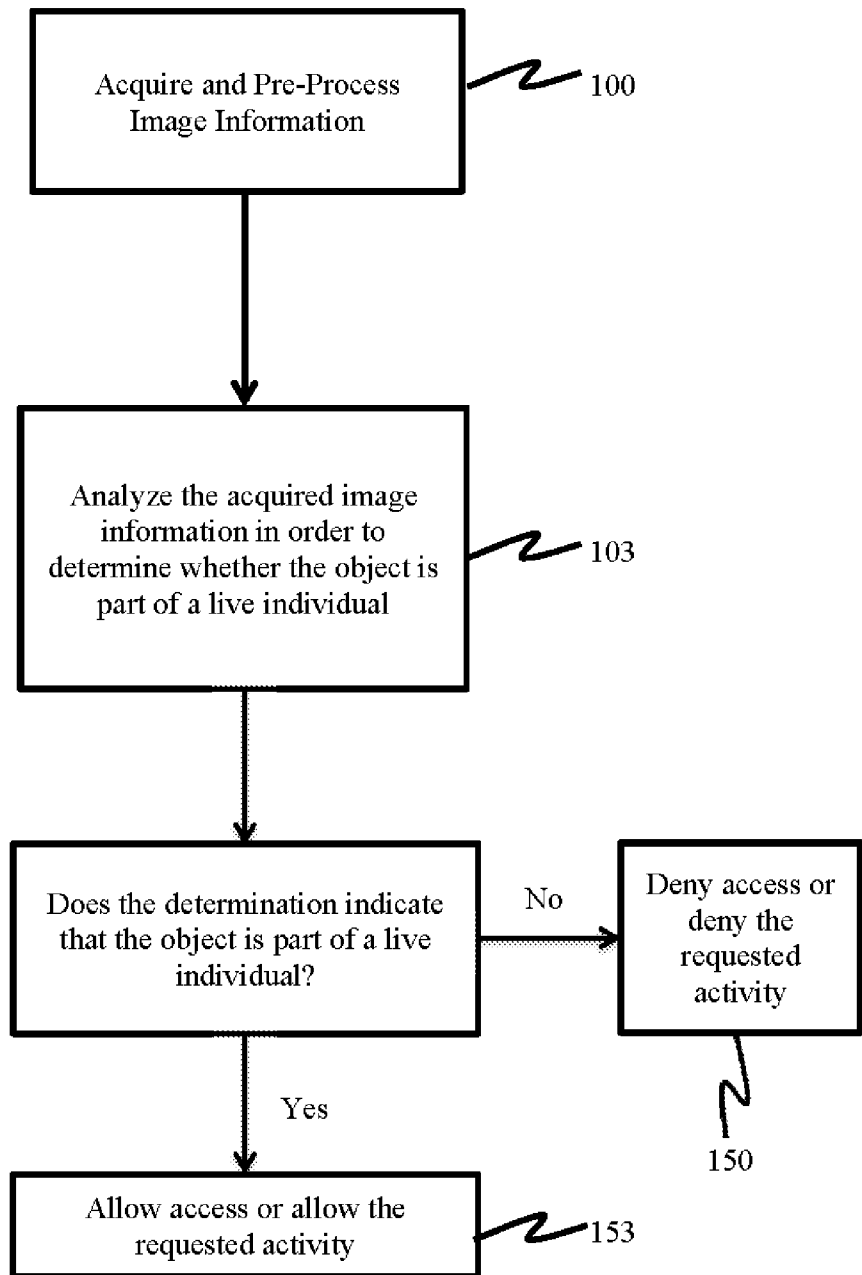 Acquire and Pre-Process
Image Information
100
Analyze the acquired image
information in order to
determine whether the object is
part of a live individual
103
Does the determination indicate
that the object is part of a live
individual?
No
Deny access or
deny the
requested
activity
150
Yes
Allow access or allow the
requested activity
153